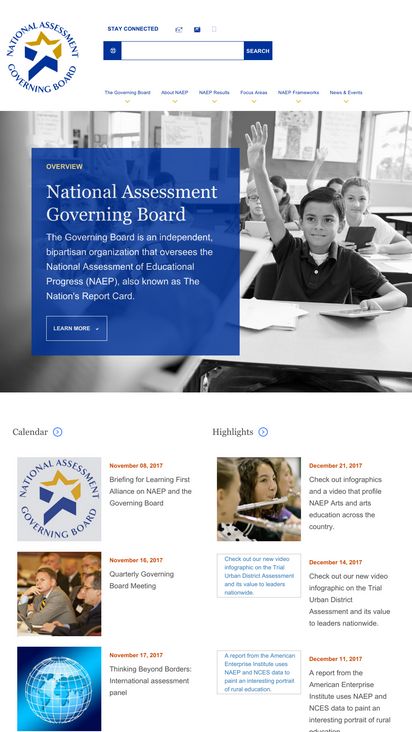 NATIONAL ASSESSMENT
GOVERNING BOARD
STAY CONNECTED
SEARCH
The Governing Board
About NAEP
NAEP Results
Focus Areas
NAEP Frameworks
News & Events
OVERVIEW
National Assessment
Governing Board
The Governing Board is an independent,
bipartisan organization that oversees the
National Assessment of Educational
Progress (NAEP), also known as The
Nation's Report Card.
LEARN MORE
Calendar
NATIONAL ASSESSMENT
GOVERNING BOARD
November 08, 2017
Briefing for Learning First
Alliance on NAEP and the
Governing Board
November 16, 2017
Quarterly Governing
Board Meeting
November 17, 2017
Thinking Beyond Borders:
International assessment
panel
Highlights
December 21, 2017
Check out infographics
and a video that profile
NAEP Arts and arts
education across the
country.
Check out our new video
infographic on the Trial
Urban District Assessment
and its value to leaders
nationwide.
December 14, 2017
Check out our new video
infographic on the Trial
Urban District
Assessment and its value
to leaders nationwide.
A report from the American
Enterprise Institute uses
NAEP and NCES data to
paint an interesting portrait
of rural education.
December 11, 2017
A report from the
American Enterprise
Institute uses NAEP and
NCES data to paint an
interesting portrait of rural